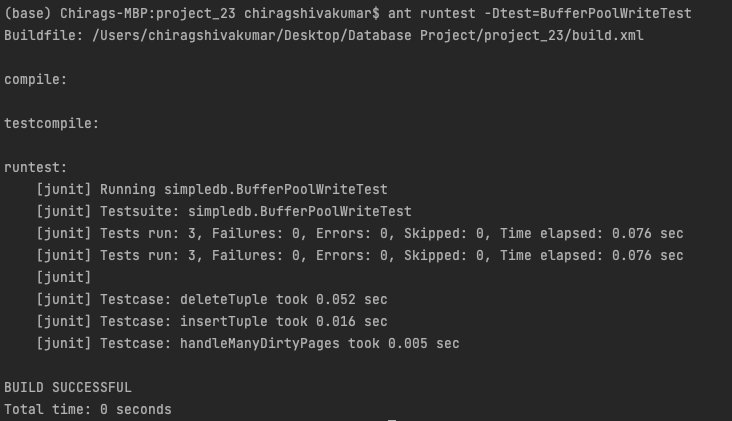 (base) Chirags-MBP:project_23 chiragshivakumar$ ant runtest -Dtest=BufferPoolWriteTest
Buildfile: /Users/chiragshivakumar/Desktop/Database Project/project_23/build.xml
compile:
testcompile:
runtest:
[junit] Running simpledb.BufferPoolWriteTest
[junit] Testsuite: simpledb.BufferPoolWriteTest
[junit] Tests run: 3, Failures: 0, Errors: 0, Skipped: 0, Time elapsed: 0.076 sec
[junit] Tests run: 3, Failures: 0, Errors: 0, Skipped: 0, Time elapsed: 0.076 sec
[junit]
[junit] Testcase: deleteTuple took 0.052 sec
[junit] Testcase: insertTuple took 0.016 sec
[junit] Testcase: handleManyDirtyPages took 0.005 sec
BUILD SUCCESSFUL
Total time: 0 seconds